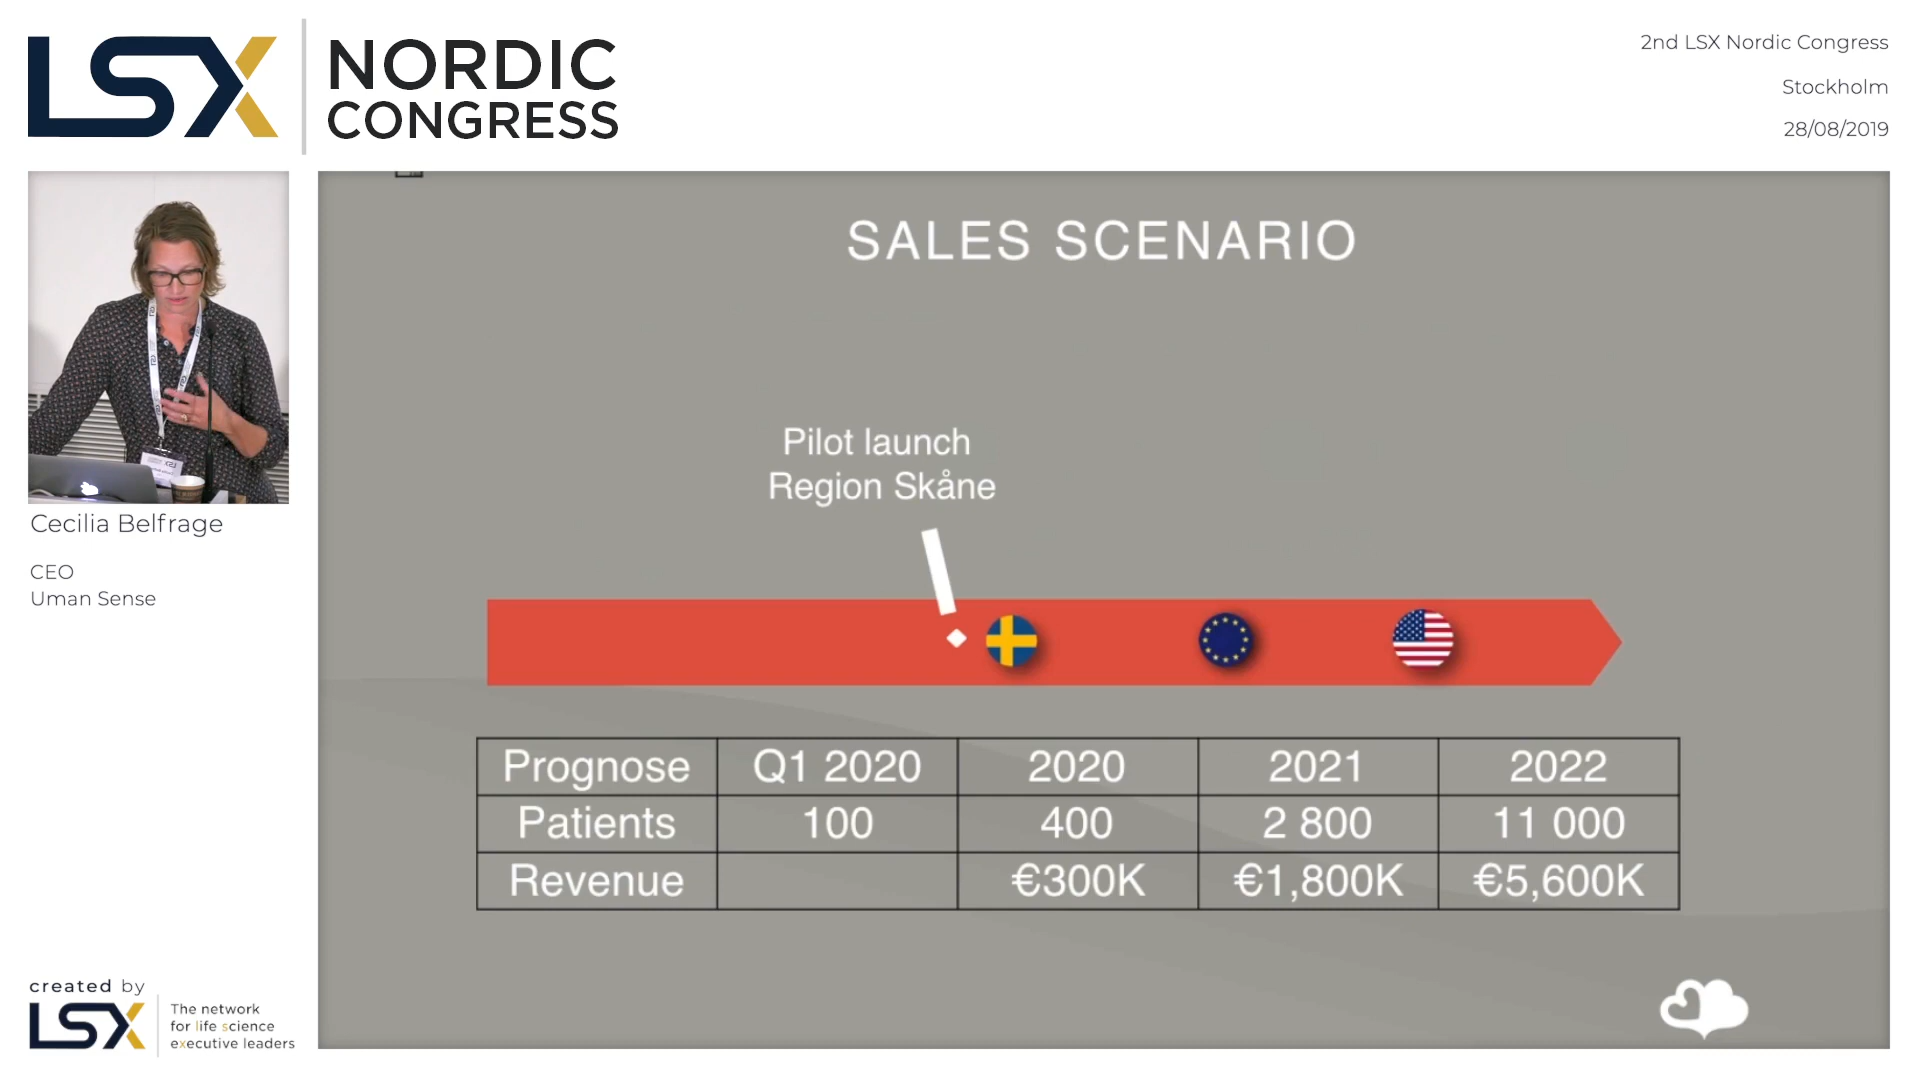 LSX
NORDIC
CONGRESS
2nd LSX Nordic Congress
Stockholm
28/08/2019
Cecilia Belfrage
CEO
Uman Sense
SALES SCENARIO
Pilot launch
Region Skåne
Prognose Q1 2020 2020 2021 2022
Patients 100 400 2 800 11 000
Revenue €300K €1,800K €5,600K
created by
LSX
The network
for life science
executive leaders